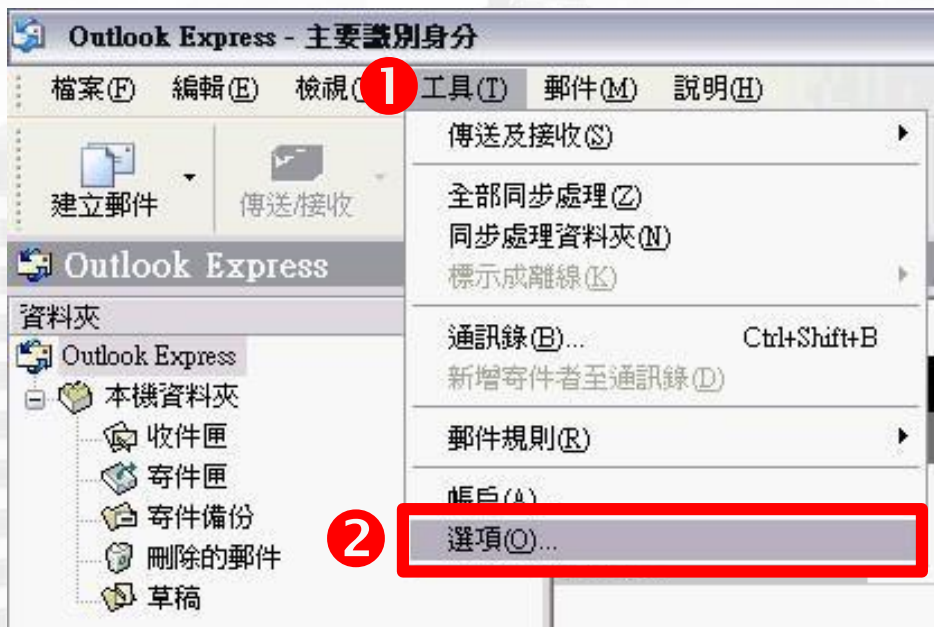 Outlook Express - 主要識別身分
檔案(F) 編輯(E) 檢視( 1 工具(T) 郵件(M) 說明(H)
建立郵件 傳送/接收
Outlook Express
資料夾
Outlook Express
本機資料夾
收件匣
寄件匣
寄件備份
刪除的郵件
草稿
傳送及接收(S)
全部同步處理(Z)
同步處理資料夾(N)
標示成離線(K)
通訊錄(B)... Ctrl+Shift+B
新增寄件者至通訊錄(D)
郵件規則(R)
帳戶(A)
2 選項(O)...